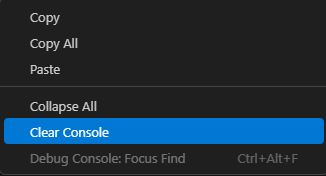 Copy
Copy All
Paste
Collapse All
Clear Console
Debug Console: Focus Find Ctrl+Alt+F